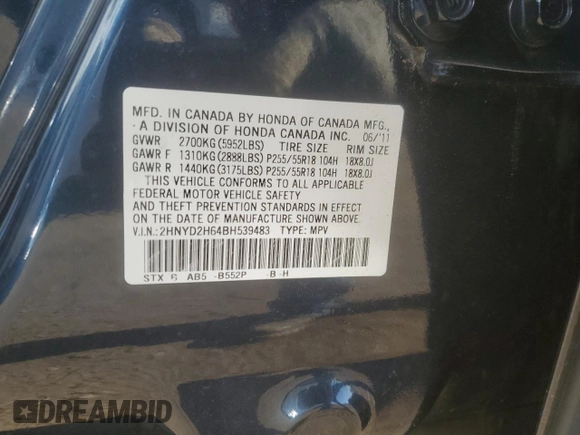 MFD. IN CANADA BY HONDA OF CANADA MFG.,
A DIVISION OF HONDA CANADA INC. 06/'11
GVWR 2700KG(5952LBS) TIRE SIZE RIM SIZE
GAWR F 1310KG(2888LBS) P255/55R18 104H 18X8.0J
GAWR R 1440KG(3175LBS) P255/55R18 104H 18X8.0J
THIS VEHICLE CONFORMS TO ALL APPLICABLE
FEDERAL MOTOR VEHICLE SAFETY
AND THEFT PREVENTION STANDARDS IN EFFECT
ON THE DATE OF MANUFACTURE SHOWN ABOVE.
V.I.N.:2HNYD2H64BH539483 TYPE: MPV
STX 6 AB5 -B552P -B -H
DREAMBID